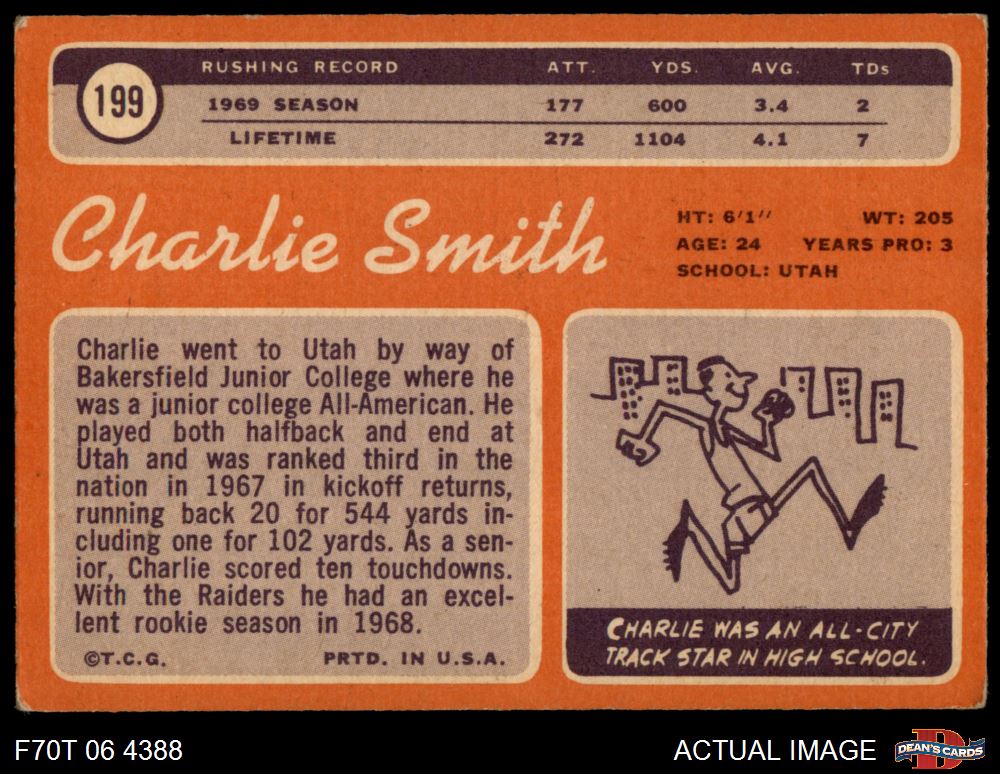 199
RUSHING RECORD ATT. YDS. AVG. TDs
1969 SEASON 177 600 3.4 2
LIFETIME 272 1104 4.1 7
Charlie Smith
HT: 6'1" WT: 205
AGE: 24 YEARS PRO: 3
SCHOOL: UTAH
Charlie went to Utah by way of
Bakersfield Junior College where he
was a junior college All-American. He
played both halfback and end at
Utah and was ranked third in the
nation in 1967 in kickoff returns,
running back 20 for 544 yards in-
cluding one for 102 yards. As a sen-
ior, Charlie scored ten touchdowns.
With the Raiders he had an excel-
lent rookie season in 1968.
©T.C.G. PRTD. IN U.S.A.
CHARLIE WAS AN ALL-CITY
TRACK STAR IN HIGH SCHOOL.
F70T 06 4388
ACTUAL IMAGE
DEAN'S CARDS